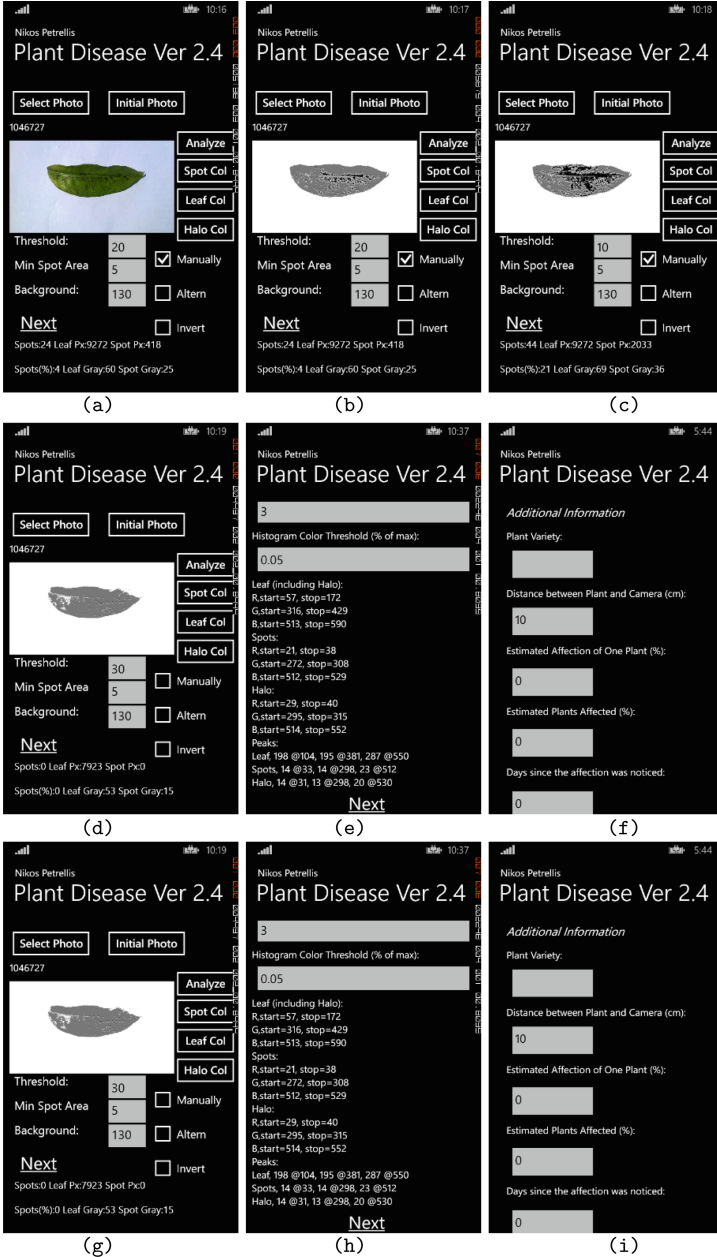 10:16
Nikos Petrellis
Plant Disease Ver 2.4
Select Photo
Initial Photo
1046727
Analyze
Spot Col
Leaf Col
Halo Col
Threshold: 20
Manually
Min Spot Area 5
Background: 130
Altern
Next
Invert
Spots:24 Leaf Px:9272 Spot Px:418
Spots(%):4 Leaf Gray:60 Spot Gray:25
(a)
10:17
Nikos Petrellis
Plant Disease Ver 2.4
Select Photo
Initial Photo
1046727
Analyze
Spot Col
Leaf Col
Halo Col
Threshold: 20
Manually
Min Spot Area 5
Background: 130
Altern
Next
Invert
Spots:24 Leaf Px:9272 Spot Px:418
Spots(%):4 Leaf Gray:60 Spot Gray:25
(b)
10:18
Nikos Petrellis
Plant Disease Ver 2.4
Select Photo
Initial Photo
1046727
Analyze
Spot Col
Leaf Col
Halo Col
Threshold: 10
Manually
Min Spot Area 5
Background: 130
Altern
Next
Invert
Spots:44 Leaf Px:9272 Spot Px:2033
Spots(%):21 Leaf Gray:69 Spot Gray:36
(c)
10:19
Nikos Petrellis
Plant Disease Ver 2.4
Select Photo
Initial Photo
1046727
Analyze
Spot Col
Leaf Col
Halo Col
Threshold: 30
Manually
Min Spot Area 5
Background: 130
Altern
Next
Invert
Spots:0 Leaf Px:7923 Spot Px:0
Spots(%):0 Leaf Gray:53 Spot Gray:15
(d)
10:37
Nikos Petrellis
Plant Disease Ver 2.4
3
Histogram Color Threshold (% of max):
0.05
Leaf (including Halo):
R,start=57, stop=172
G,start=316, stop=429
B,start=513, stop=590
Spots:
R,start=21, stop=38
G,start=272, stop=308
B,start=512, stop=529
Halo:
R,start=29, stop=40
G,start=295, stop=315
B,start=514, stop=552
Peaks:
Leaf, 198 @104, 195 @381, 287 @550
Spots, 14 @33, 14 @298, 23 @512
Halo, 14 @31, 13 @298, 20 @530
Next
(e)
5:44
Nikos Petrellis
Plant Disease Ver 2.4
Additional Information
Plant Variety:
Distance between Plant and Camera (cm):
10
Estimated Affection of One Plant (%):
0
Estimated Plants Affected (%):
0
Days since the affection was noticed:
0
(f)
10:19
Nikos Petrellis
Plant Disease Ver 2.4
Select Photo
Initial Photo
1046727
Analyze
Spot Col
Leaf Col
Halo Col
Threshold: 30
Manually
Min Spot Area 5
Background: 130
Altern
Next
Invert
Spots:0 Leaf Px:7923 Spot Px:0
Spots(%):0 Leaf Gray:53 Spot Gray:15
(g)
10:37
Nikos Petrellis
Plant Disease Ver 2.4
3
Histogram Color Threshold (% of max):
0.05
Leaf (including Halo):
R,start=57, stop=172
G,start=316, stop=429
B,start=513, stop=590
Spots:
R,start=21, stop=38
G,start=272, stop=308
B,start=512, stop=529
Halo:
R,start=29, stop=40
G,start=295, stop=315
B,start=514, stop=552
Peaks:
Leaf, 198 @104, 195 @381, 287 @550
Spots, 14 @33, 14 @298, 23 @512
Halo, 14 @31, 13 @298, 20 @530
Next
(h)
5:44
Nikos Petrellis
Plant Disease Ver 2.4
Additional Information
Plant Variety:
Distance between Plant and Camera (cm):
10
Estimated Affection of One Plant (%):
0
Estimated Plants Affected (%):
0
Days since the affection was noticed:
0
(i)